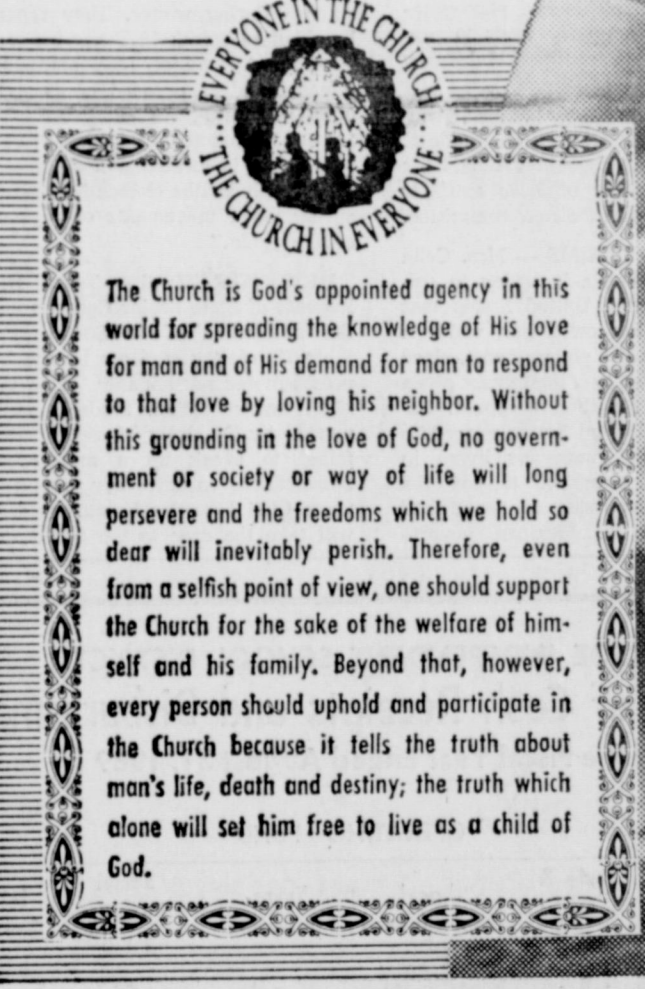 EVERYONE IN THE CHURCH
THE CHURCH IN EVERYONE
The Church is God's appointed agency in this
world for spreading the knowledge of His love
for man and of His demand for man to respond
to that love by loving his neighbor. Without
this grounding in the love of God, no govern-
ment or society or way of life will long
persevere and the freedoms which we hold so
dear will inevitably perish. Therefore, even
from a selfish point of view, one should support
the Church for the sake of the welfare of him-
self and his family. Beyond that, however,
every person should uphold and participate in
the Church because it tells the truth about
man's life, death and destiny; the truth which
alone will set him free to live as a child of
God.